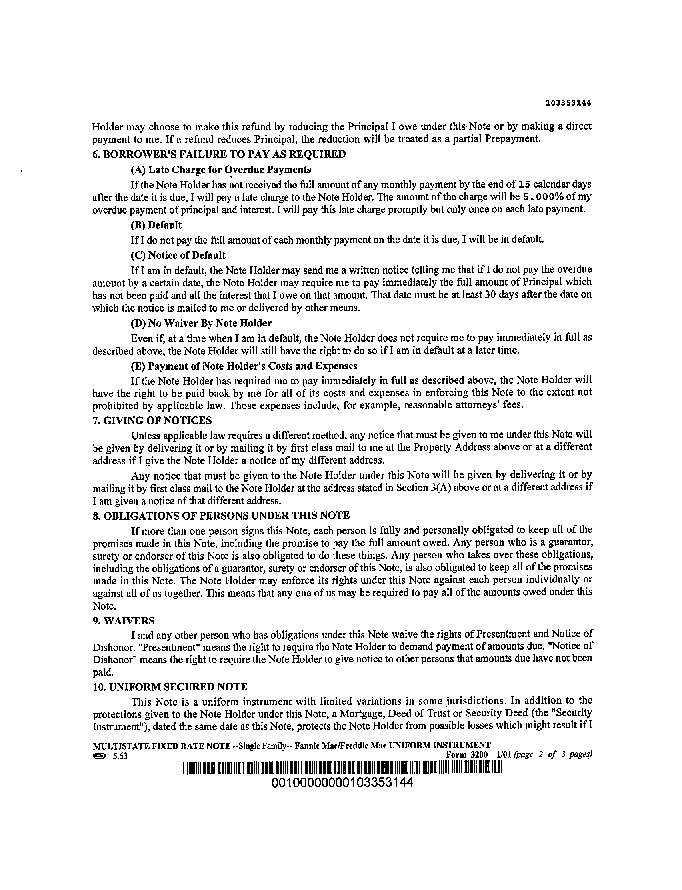 103353144
Holder may choose to make this refund by reducing the Principal I owe under this Note or by making a direct
payment to me. If a refund reduces Principal, the reduction will be treated as a partial Prepayment.
6. BORROWER'S FAILURE TO PAY AS REQUIRED
(A) Late Charge for Overdue Payments
If the Note Holder has not received the full amount of any monthly payment by the end of 15 calendar days
after the date it is due, I will pay a late charge to the Note Holder. The amount of the charge will be 5.000% of my
overdue payment of principal and interest. I will pay this late charge promptly but only once on each late payment.
(B) Default
If I do not pay the full amount of each monthly payment on the date it is due, I will be in default.
(C) Notice of Default
If I am in default, the Note Holder may send me a written notice telling me that if I do not pay the overdue
amount by a certain date, the Note Holder may require me to pay immediately the full amount of Principal which
has not been paid and all the interest that I owe on that amount. That date must be at least 30 days after the date on
which the notice is mailed to me or delivered by other means.
(D) No Waiver By Note Holder
Even if, at a time when I am in default, the Note Holder does not require me to pay immediately in full as
described above, the Note Holder will still have the right to do so if I am in default at a later time.
(E) Payment of Note Holder's Costs and Expenses
If the Note Holder has required me to pay immediately in full as described above, the Note Holder will
have the right to be paid back by me for all of its costs and expenses in enforcing this Note to the extent not
prohibited by applicable law. Those expenses include, for example, reasonable attorneys' fees.
7. GIVING OF NOTICES
Unless applicable law requires a different method, any notice that must be given to me under this Note will
be given by delivering it or by mailing it by first class mail to me at the Property Address above or at a different
address if I give the Note Holder a notice of my different address.
Any notice that must be given to the Note Holder under this Note will be given by delivering it or by
mailing it by first class mail to the Note Holder at the address stated in Section 3(A) above or at a different address if
I am given a notice of that different address.
8. OBLIGATIONS OF PERSONS UNDER THIS NOTE
If more than one person signs this Note, each person is fully and personally obligated to keep all of the
promises made in this Note, including the promise to pay the full amount owed. Any person who is a guarantor,
surety or endorser of this Note is also obligated to do these things. Any person who takes over these obligations,
including the obligations of a guarantor, surety or endorser of this Note, is also obligated to keep all of the promises
made in this Note. The Note Holder may enforce its rights under this Note against each person individually or
against all of us together. This means that any one of us may be required to pay all of the amounts owed under this
Note.
9. WAIVERS
I and any other person who has obligations under this Note waive the rights of Presentment and Notice of
Dishonor. "Presentment" means the right to require the Note Holder to demand payment of amounts due. "Notice of
Dishonor" means the right to require the Note Holder to give notice to other persons that amounts due have not been
paid.
10. UNIFORM SECURED NOTE
This Note is a uniform instrument with limited variations in some jurisdictions. In addition to the
protections given to the Note Holder under this Note, a Mortgage, Deed of Trust or Security Deed (the "Security
Instrument"), dated the same date as this Note, protects the Note Holder from possible losses which might result if I
MULTISTATE FIXED RATE NOTE--Single Family--Fannie Mae/Freddie Mac UNIFORM INSTRUMENT
5.53 Form 3200 1/01 (page 2 of 3 pages)
00100000000103353144